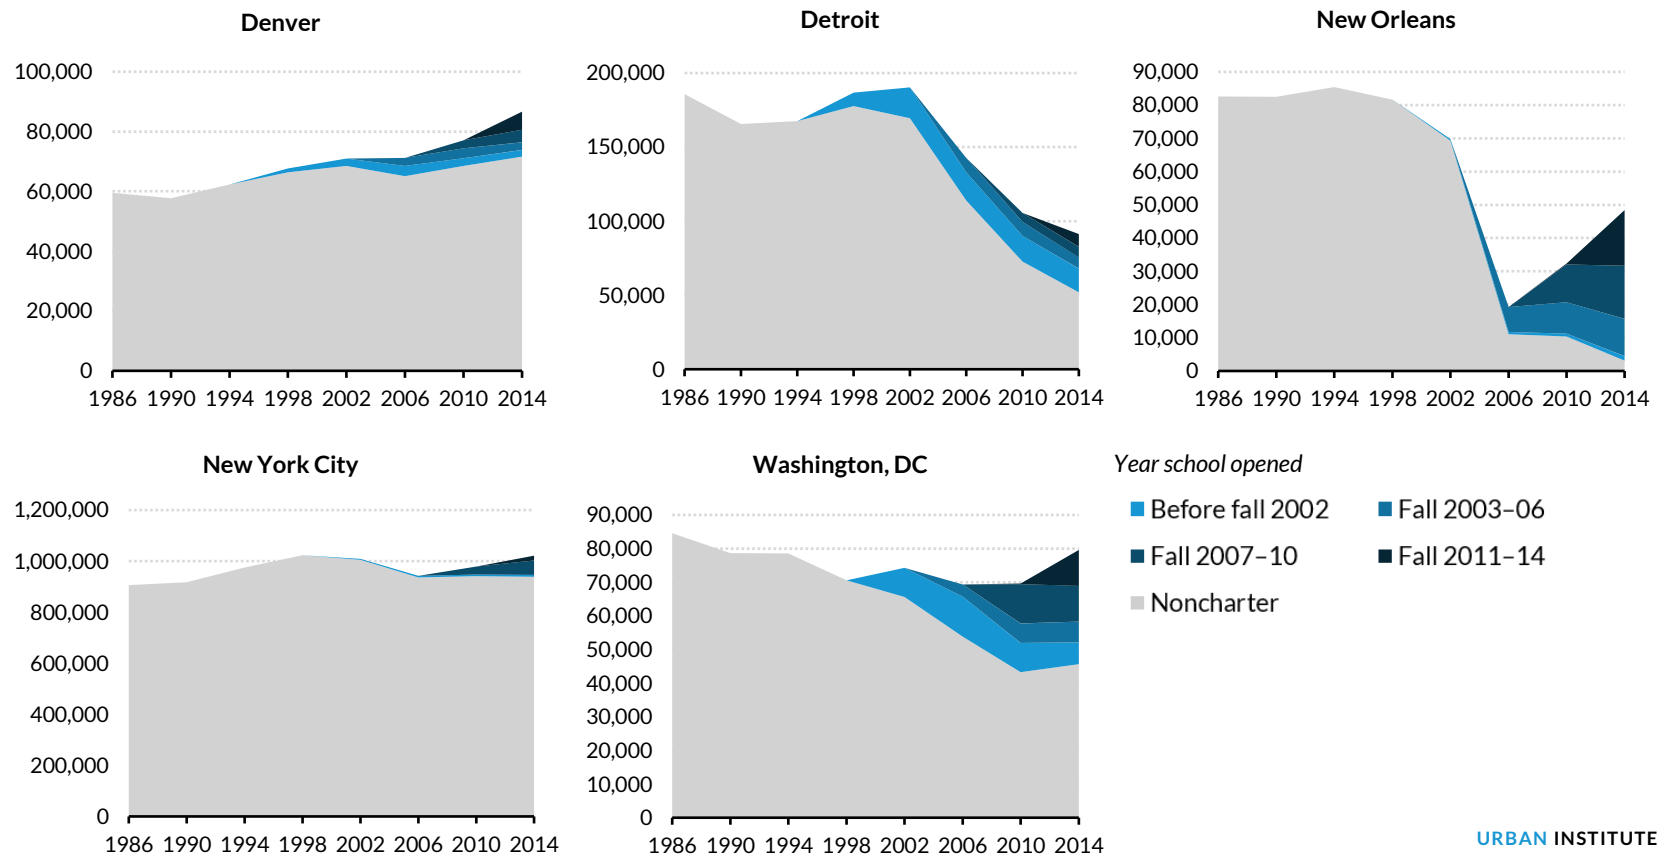 Denver
100,000
80,000
60,000
40,000
20,000
0
1986 1990 1994 1998 2002 2006 2010 2014
Detroit
200,000
150,000
100,000
50,000
0
1986 1990 1994 1998 2002 2006 2010 2014
New Orleans
90,000
80,000
70,000
60,000
50,000
40,000
30,000
20,000
10,000
0
1986 1990 1994 1998 2002 2006 2010 2014
New York City
1,200,000
1,000,000
800,000
600,000
400,000
200,000
0
1986 1990 1994 1998 2002 2006 2010 2014
Washington, DC
90,000
80,000
70,000
60,000
50,000
40,000
30,000
20,000
10,000
0
1986 1990 1994 1998 2002 2006 2010 2014
Year school opened
Before fall 2002 Fall 2003–06
Fall 2007–10 Fall 2011–14
Noncharter
URBAN INSTITUTE